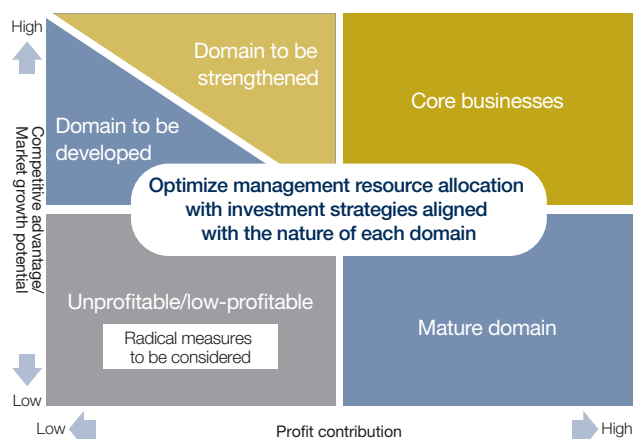 High
Domain to be
strengthened
Core businesses
Domain to be
developed
Competitive advantage/
Market growth potential
Optimize management resource allocation
with investment strategies aligned
with the nature of each domain
Unprofitable/low-profitable
Radical measures
to be considered
Mature domain
Low
Low
Profit contribution
High